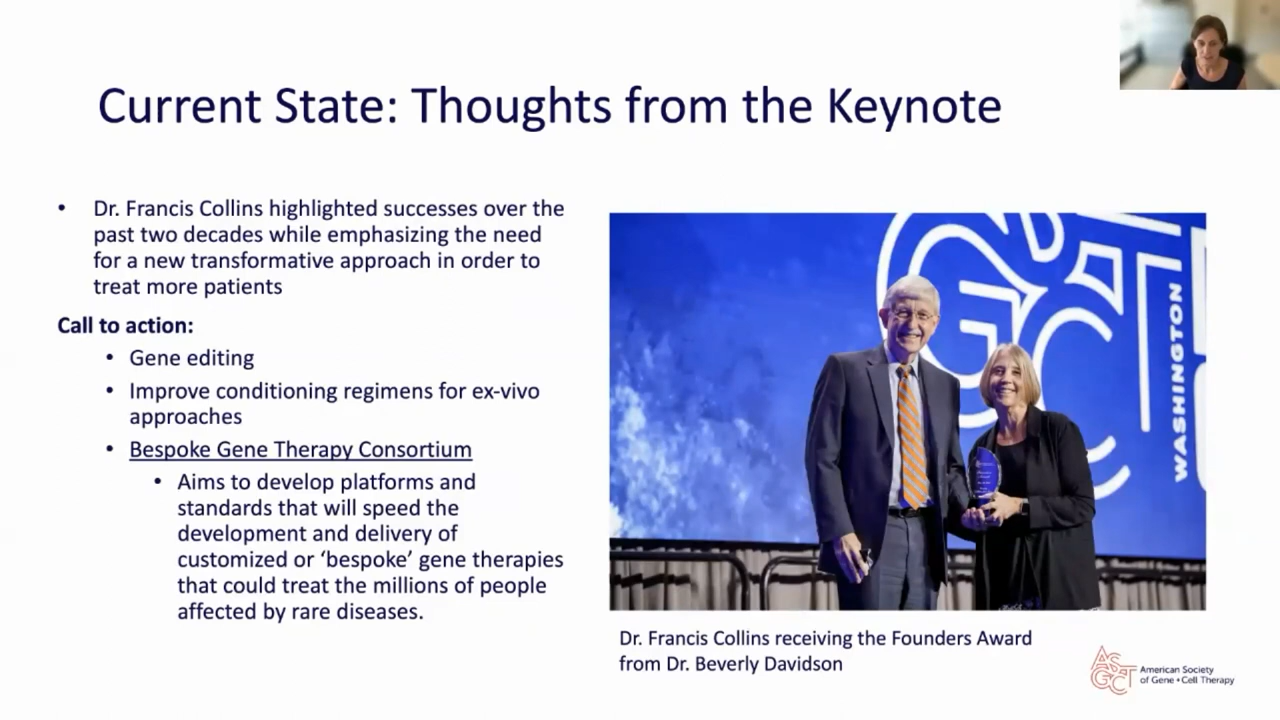 Current State: Thoughts from the Keynote
• Dr. Francis Collins highlighted successes over the
past two decades while emphasizing the need
for a new transformative approach in order to
treat more patients
Call to action:
• Gene editing
• Improve conditioning regimens for ex-vivo
approaches
• Bespoke Gene Therapy Consortium
• Aims to develop platforms and
standards that will speed the
development and delivery of
customized or ‘bespoke’ gene therapies
that could treat the millions of people
affected by rare diseases.
WASHINGTON
Dr. Francis Collins receiving the Founders Award
from Dr. Beverly Davidson
ASGCT
American Society
of Gene + Cell Therapy